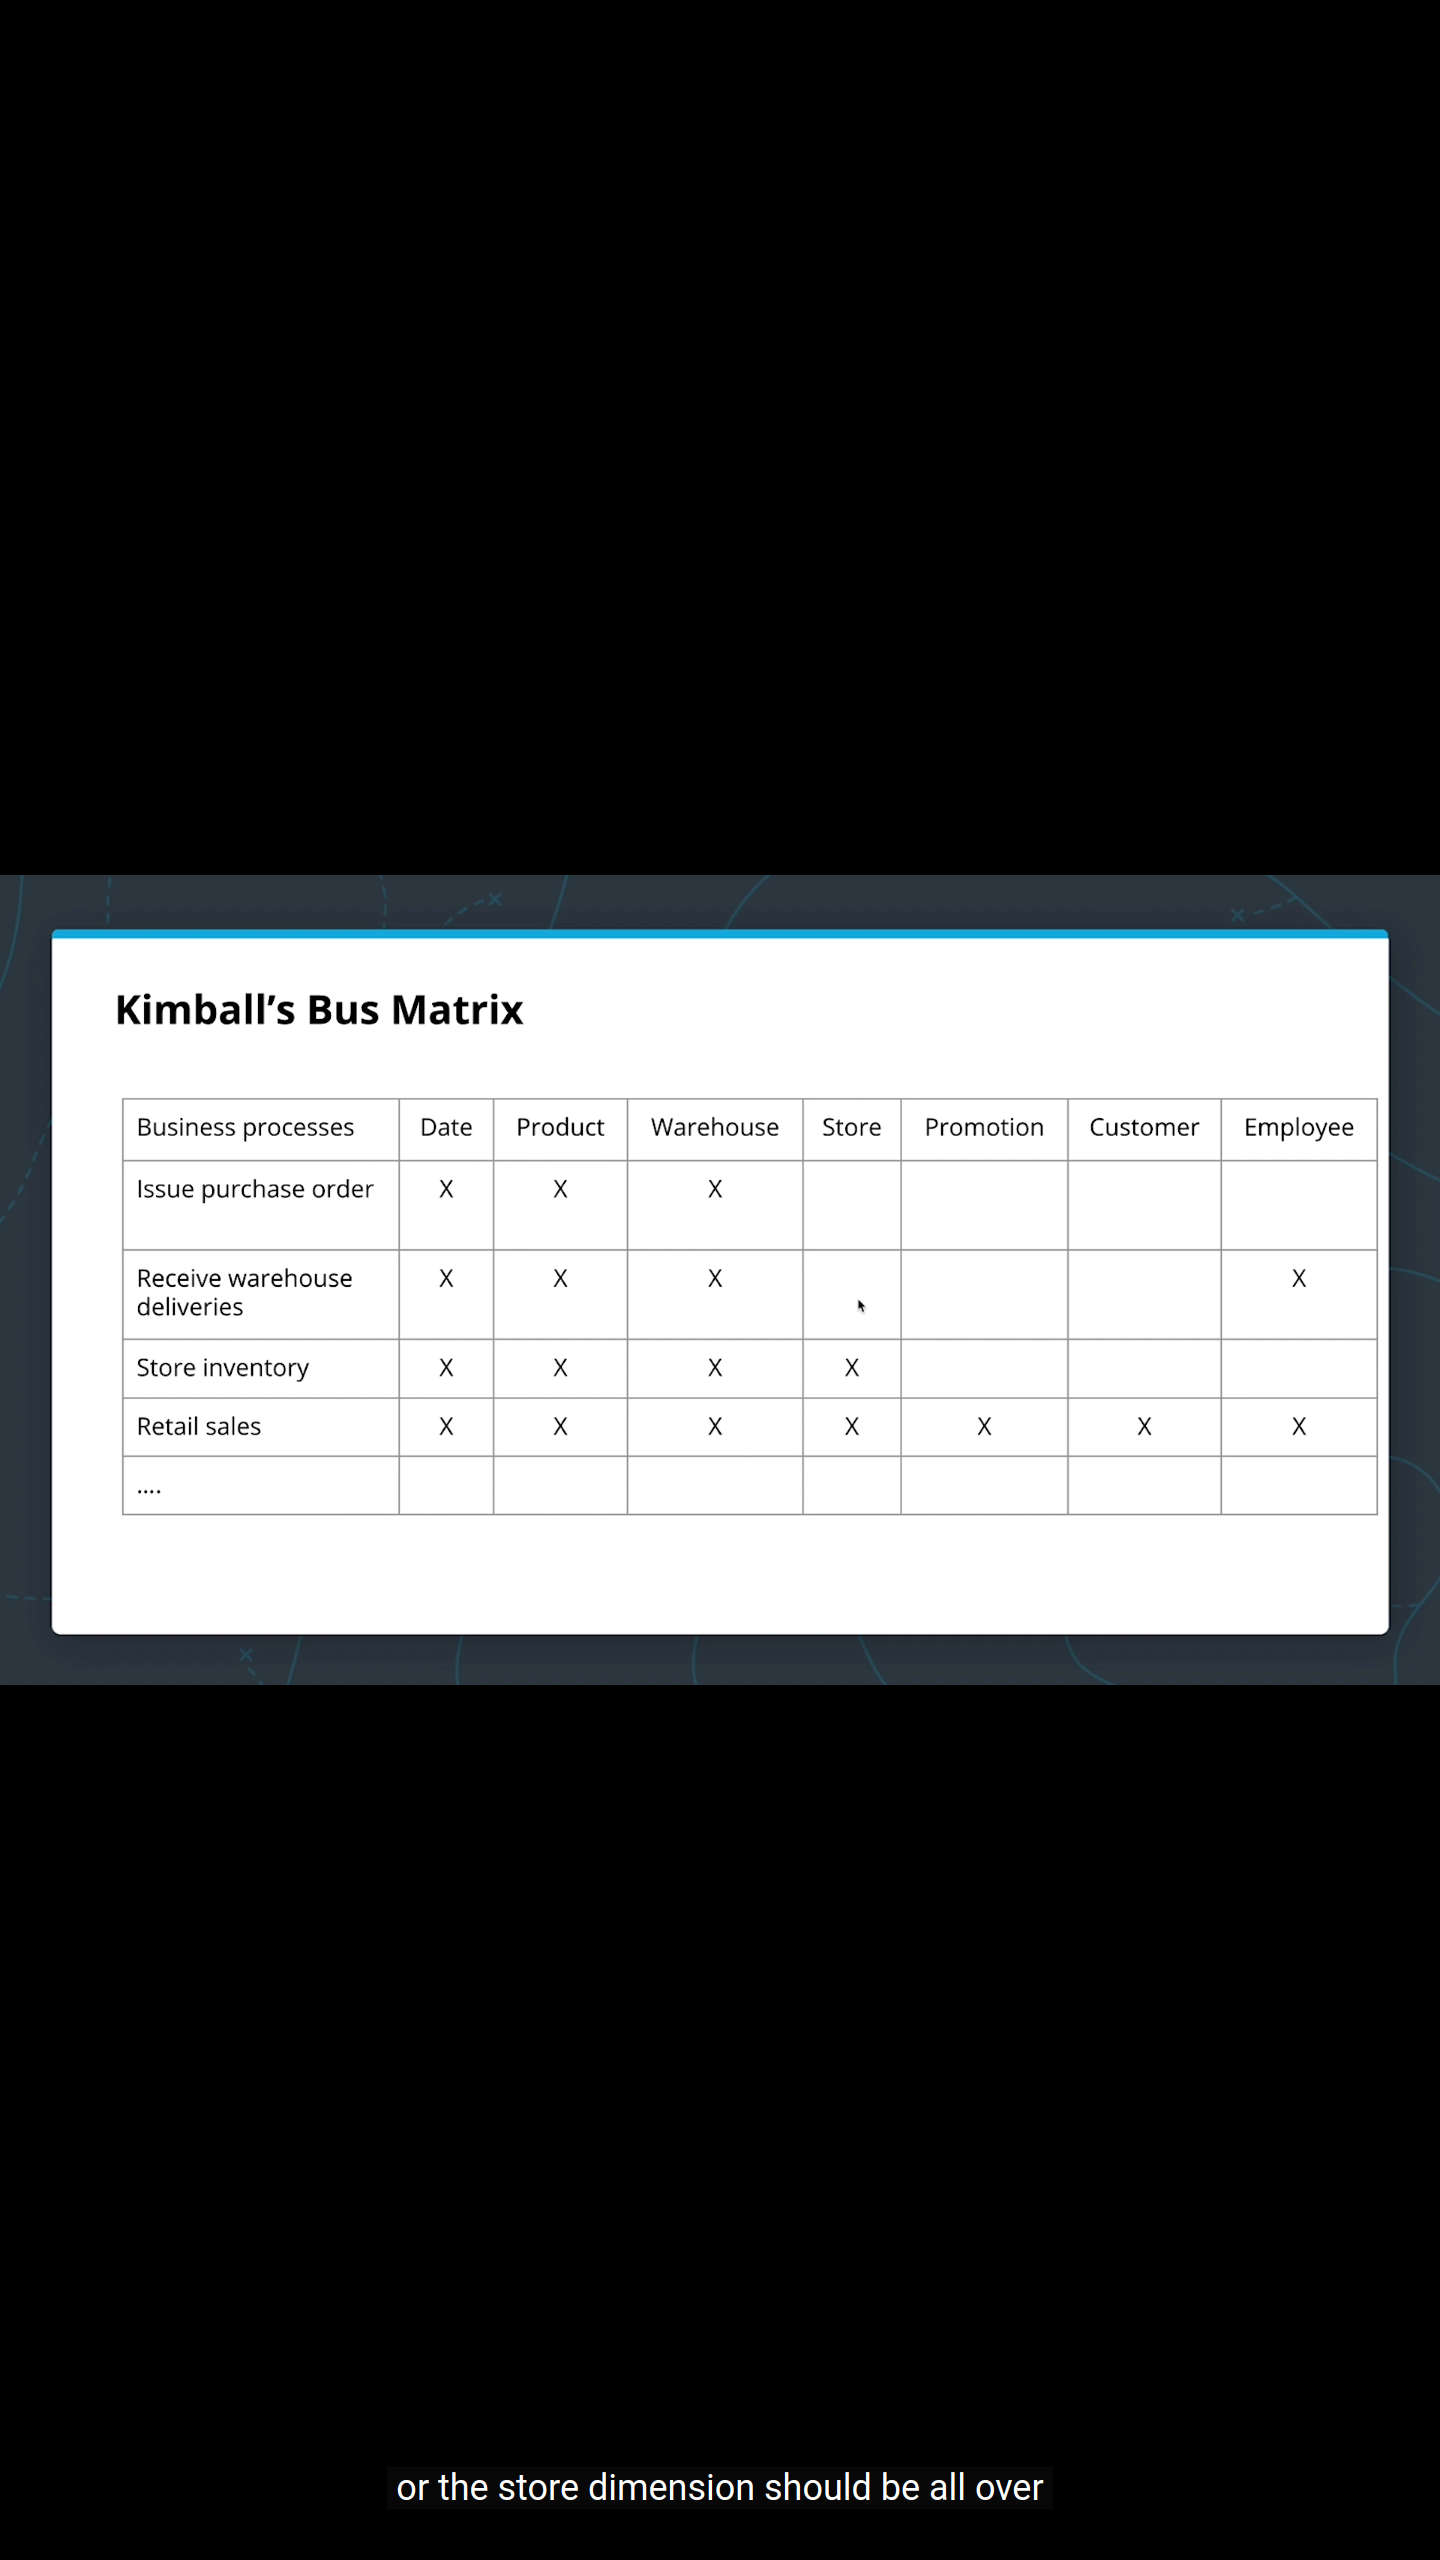 Kimball’s Bus Matrix
Business processes Date Product Warehouse Store Promotion Customer Employee
Issue purchase order X X X
Receive warehouse X X X X
deliveries
Store inventory X X X X
Retail sales X X X X X X X
....
or the store dimension should be all over